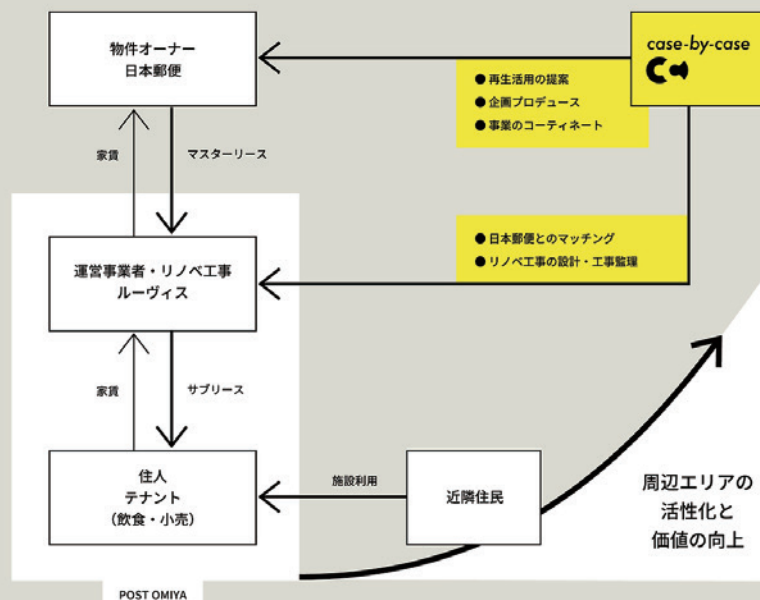 物件オーナー
日本郵便
case-by-case
● 再生活用の提案
● 企画プロデュース
● 事業のコーティネート
家賃
マスターリース
● 日本郵便とのマッチング
● リノベ工事の設計・工事監理
運営事業者・リノベ工事
ルーヴィス
家賃
サブリース
住人
テナント
（飲食・小売）
施設利用
近隣住民
周辺エリアの
活性化と
価値の向上
POST OMIYA